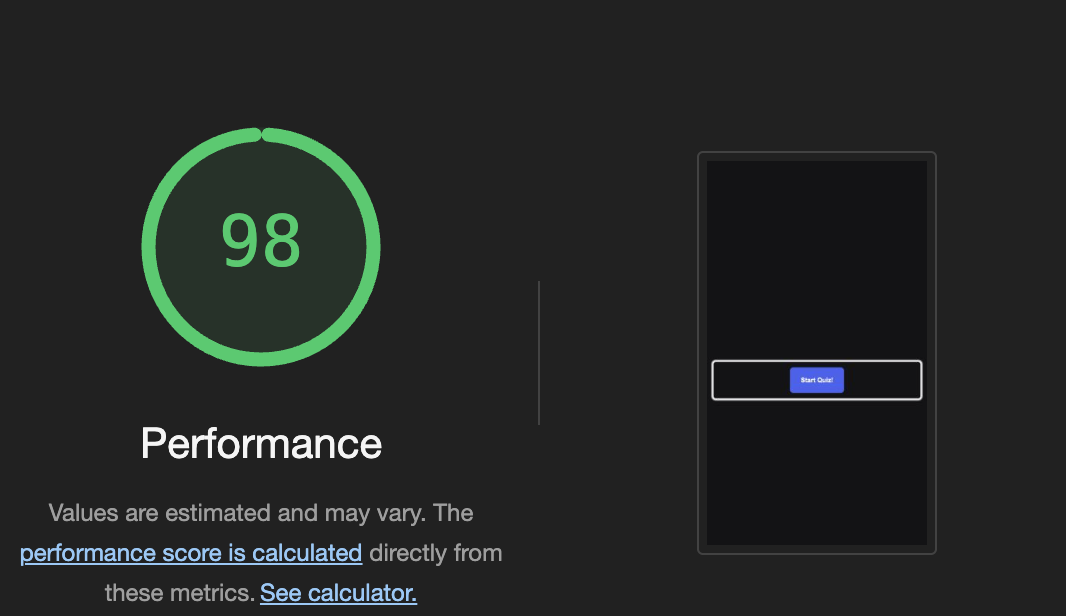 98
Performance
Values are estimated and may vary. The
performance score is calculated directly from
these metrics. See calculator.
Start Quiz!